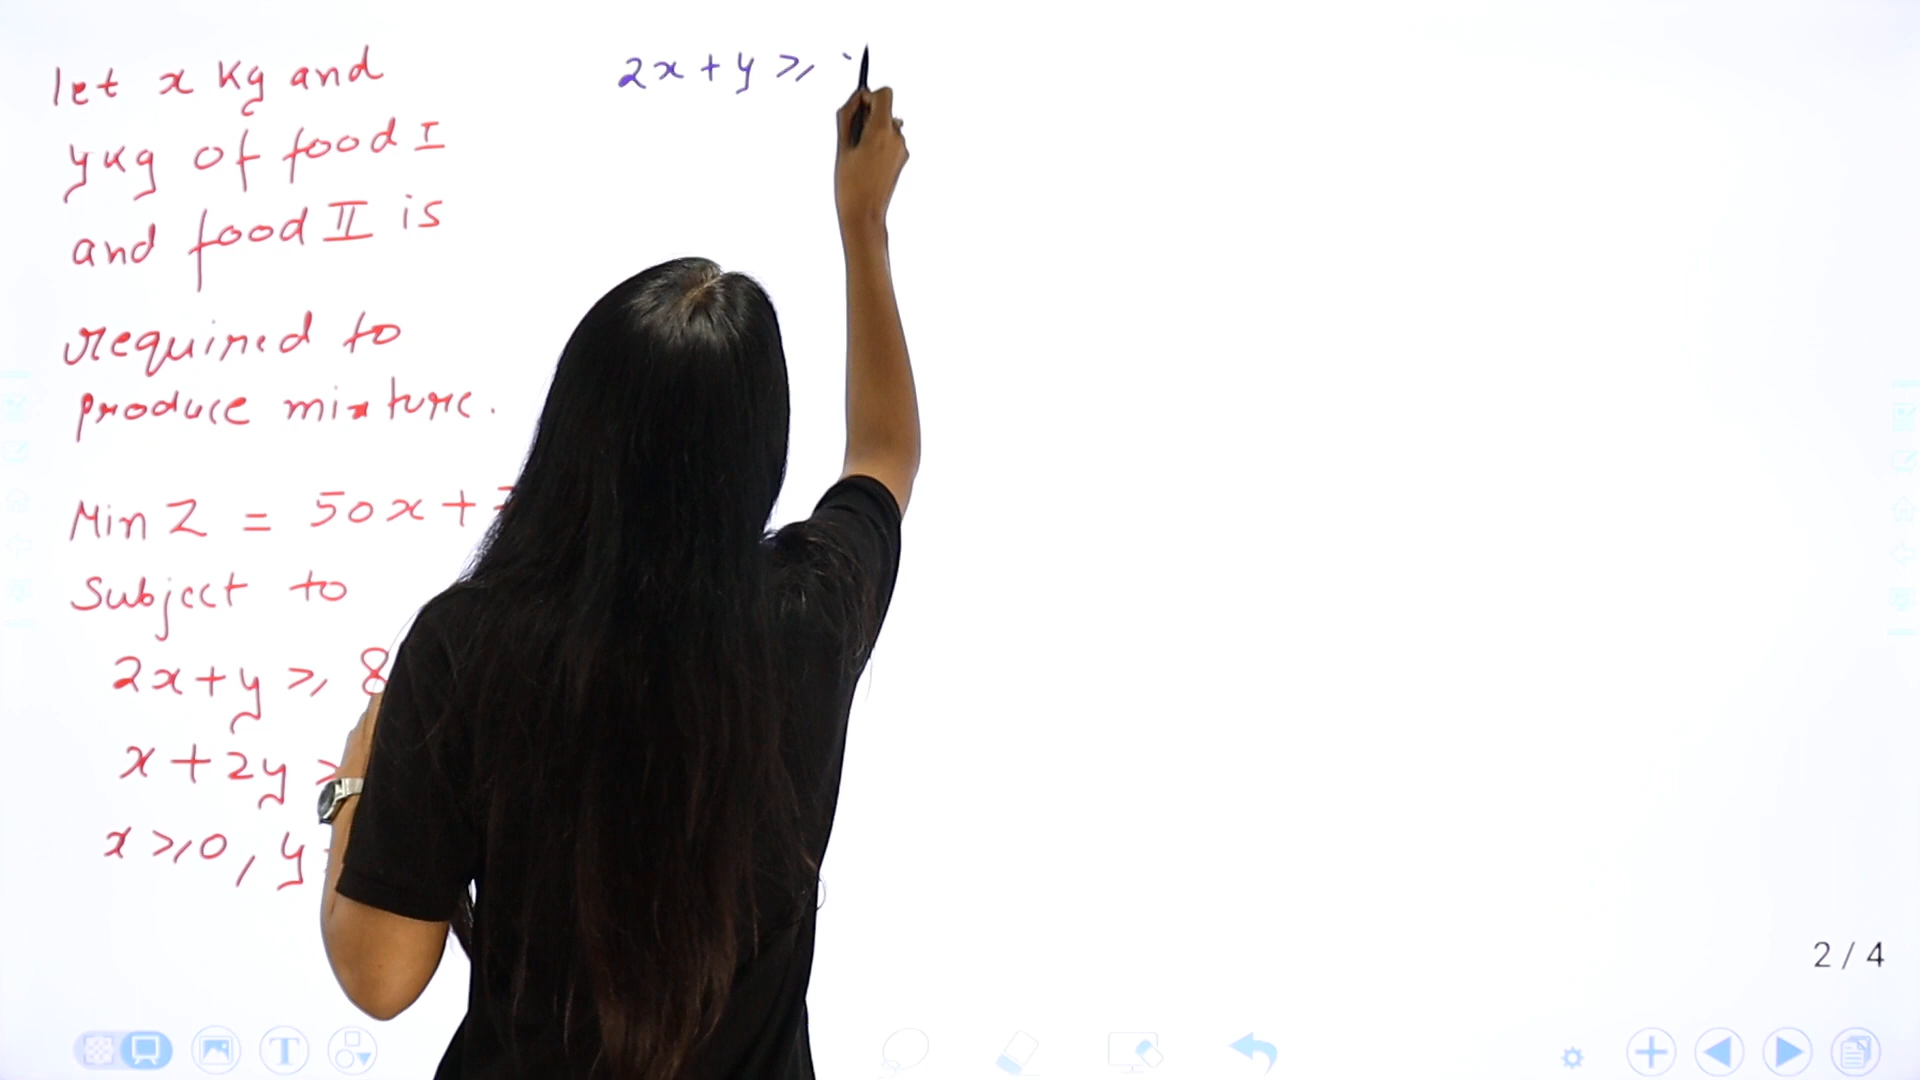 let x kg and
y kg of food I
and food II is
required to
produce mixture.
Min Z = 50x +
Subject to
2x + y ≥ 8
x + 2y ≥
x ≥ 0, y
2x + y ≥
2 / 4
T